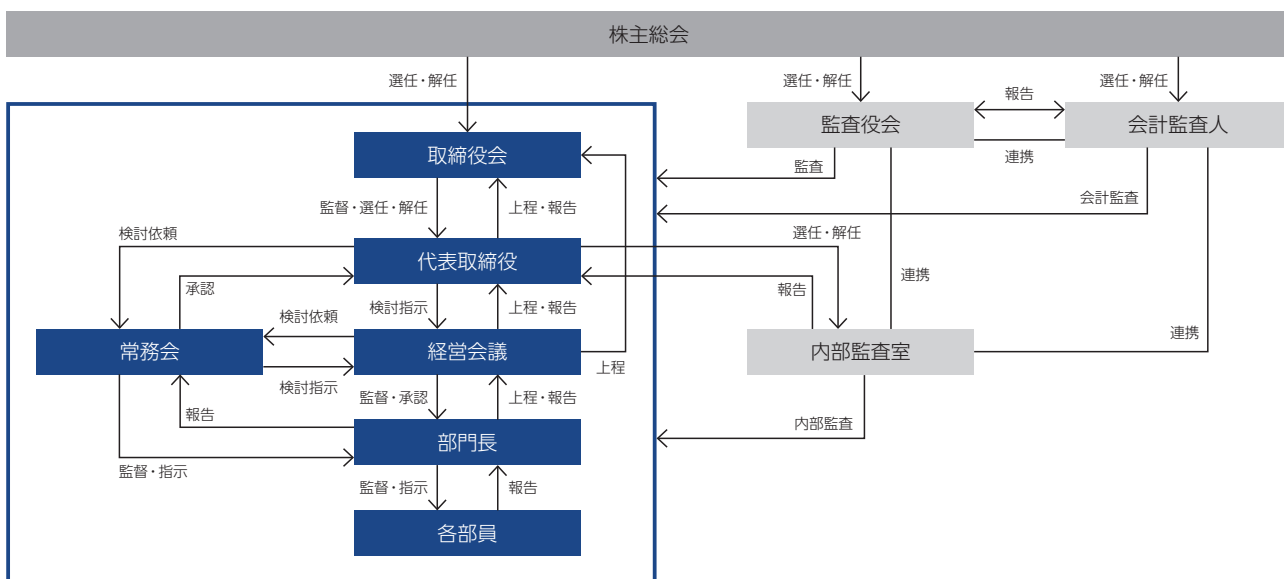 株主総会
選任・解任
選任・解任
選任・解任
監査役会
報告
連携
会計監査人
取締役会
監査
会計監査
監督・選任・解任
上程・報告
検討依頼
代表取締役
選任・解任
承認
検討指示
上程・報告
報告
連携
検討依頼
常務会
経営会議
上程
内部監査室
連携
検討指示
監督・承認
上程・報告
報告
部門長
内部監査
監督・指示
監督・指示
報告
各部員